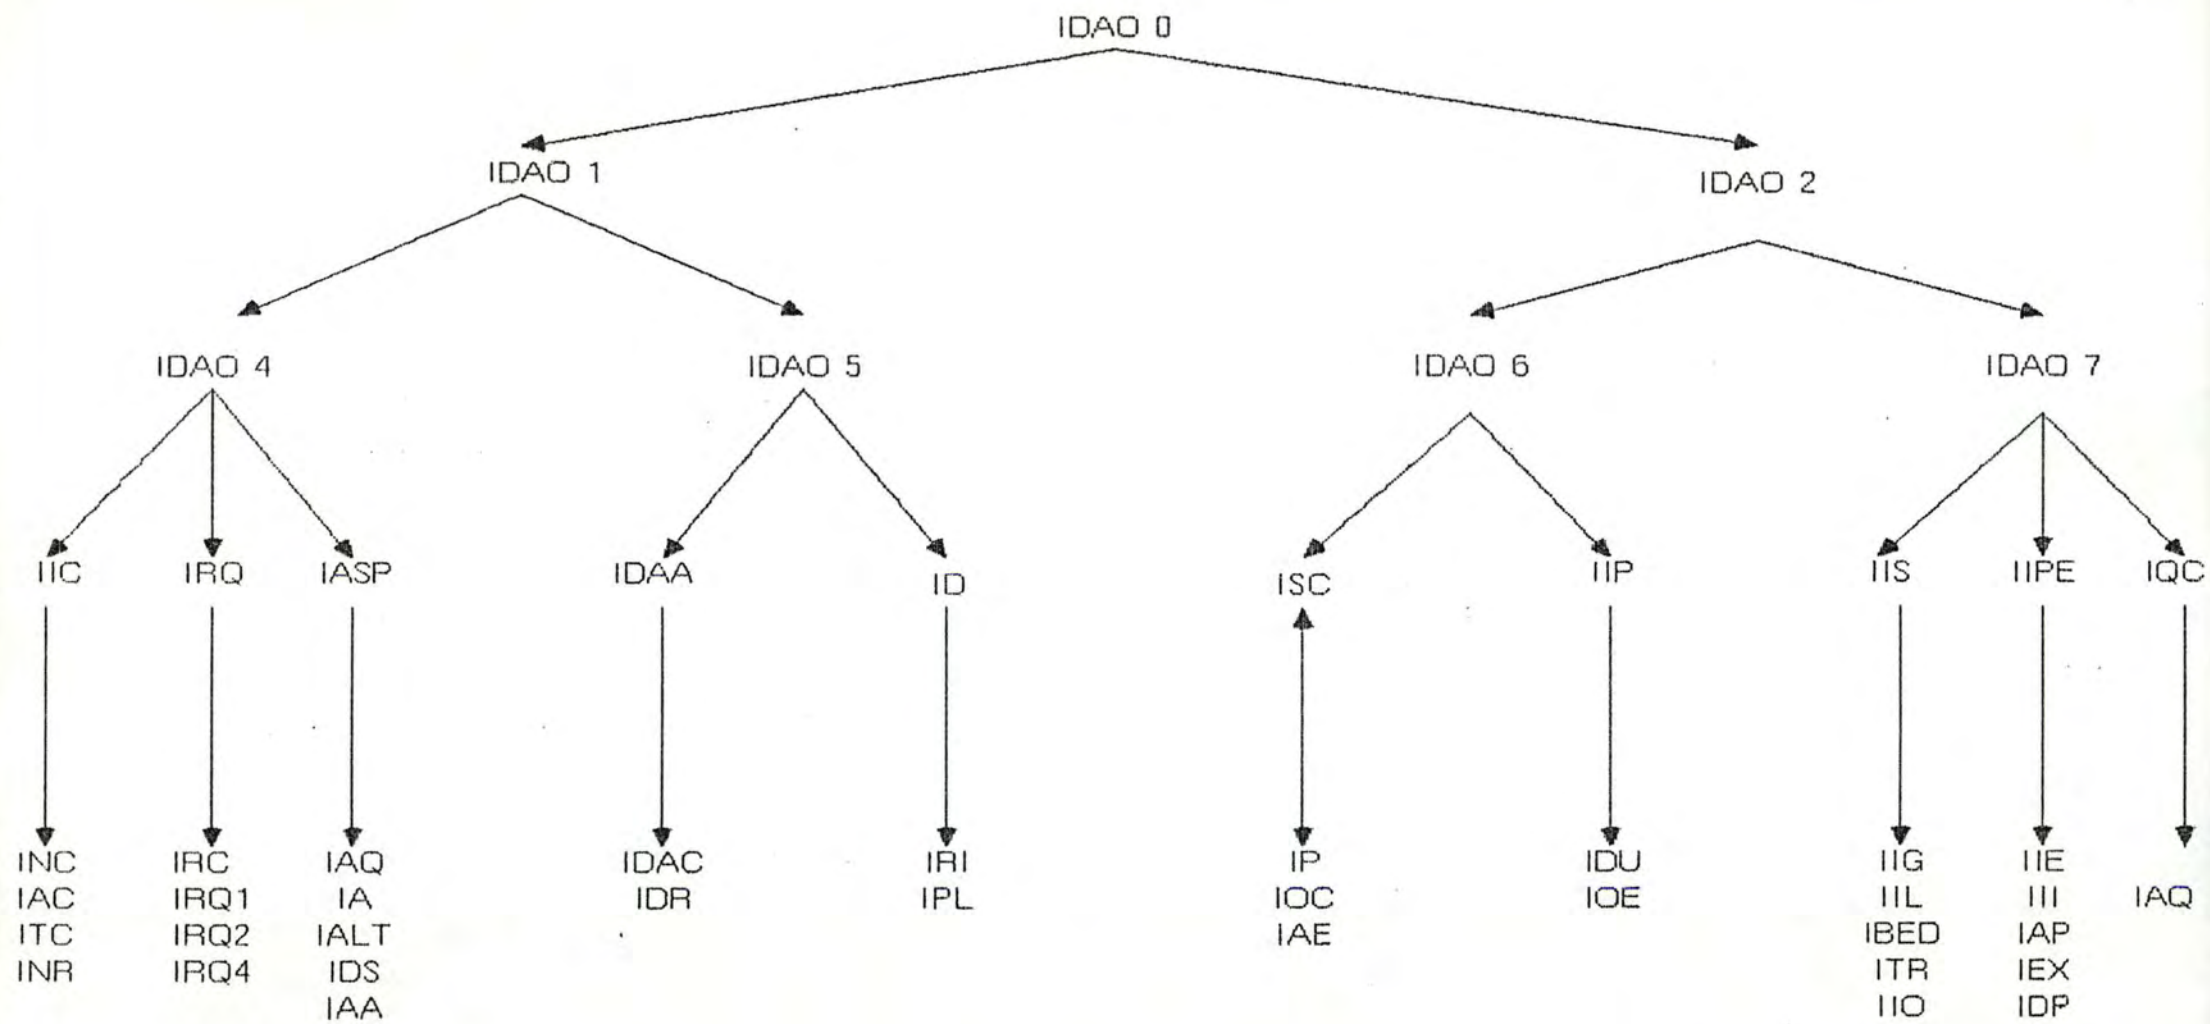 IDAO 0
IDAO 1
IDAO 2
IDAO 4 IDAO 5 IDAO 6 IDAO 7
IIC IRQ IASP IDAA ID ISC IIP IIS IIPE IQC
INC IRC IAQ IDAC IRI IP IDU IIG IIE
IAC IRQ1 IA IDR IPL IOC IOE IIL III IAQ
ITC IRQ2 IALT IAE IBED IAP
INR IRQ4 IDS ITR IEX
IAA IIO IDP